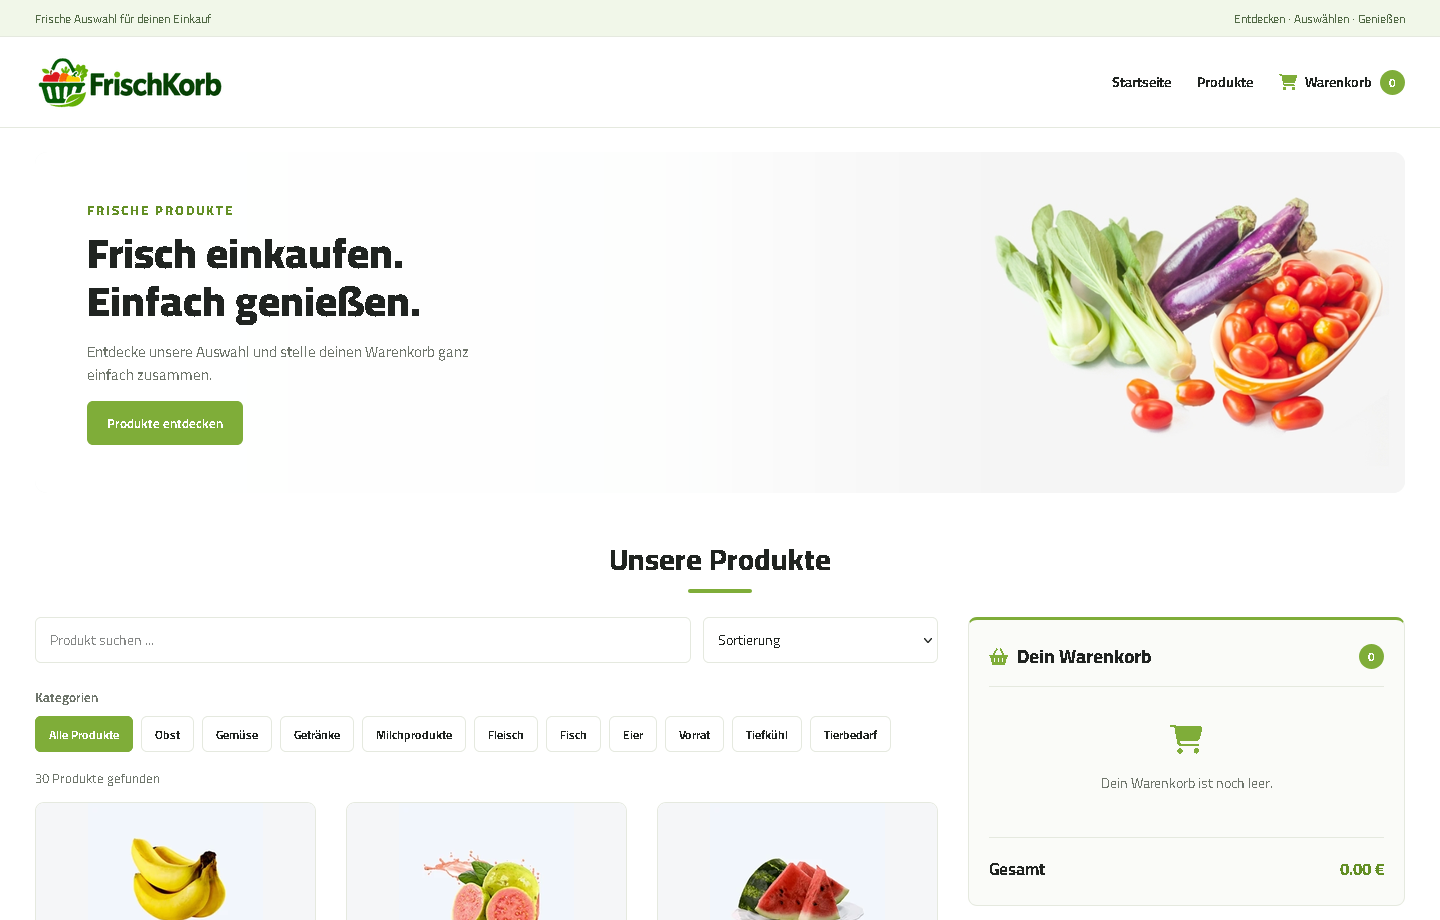 Frische Auswahl für deinen Einkauf
Entdecken · Auswählen · Genießen
FrischKorb
Startseite
Produkte
Warenkorb 0
FRISCHE PRODUKTE
Frisch einkaufen.
Einfach genießen.
Entdecke unsere Auswahl und stelle deinen Warenkorb ganz
einfach zusammen.
Produkte entdecken
Unsere Produkte
Produkt suchen ...
Sortierung
Kategorien
Alle Produkte
Obst
Gemüse
Getränke
Milchprodukte
Fleisch
Fisch
Eier
Vorrat
Tiefkühl
Tierbedarf
30 Produkte gefunden
Dein Warenkorb 0
Dein Warenkorb ist noch leer.
Gesamt 0.00 €